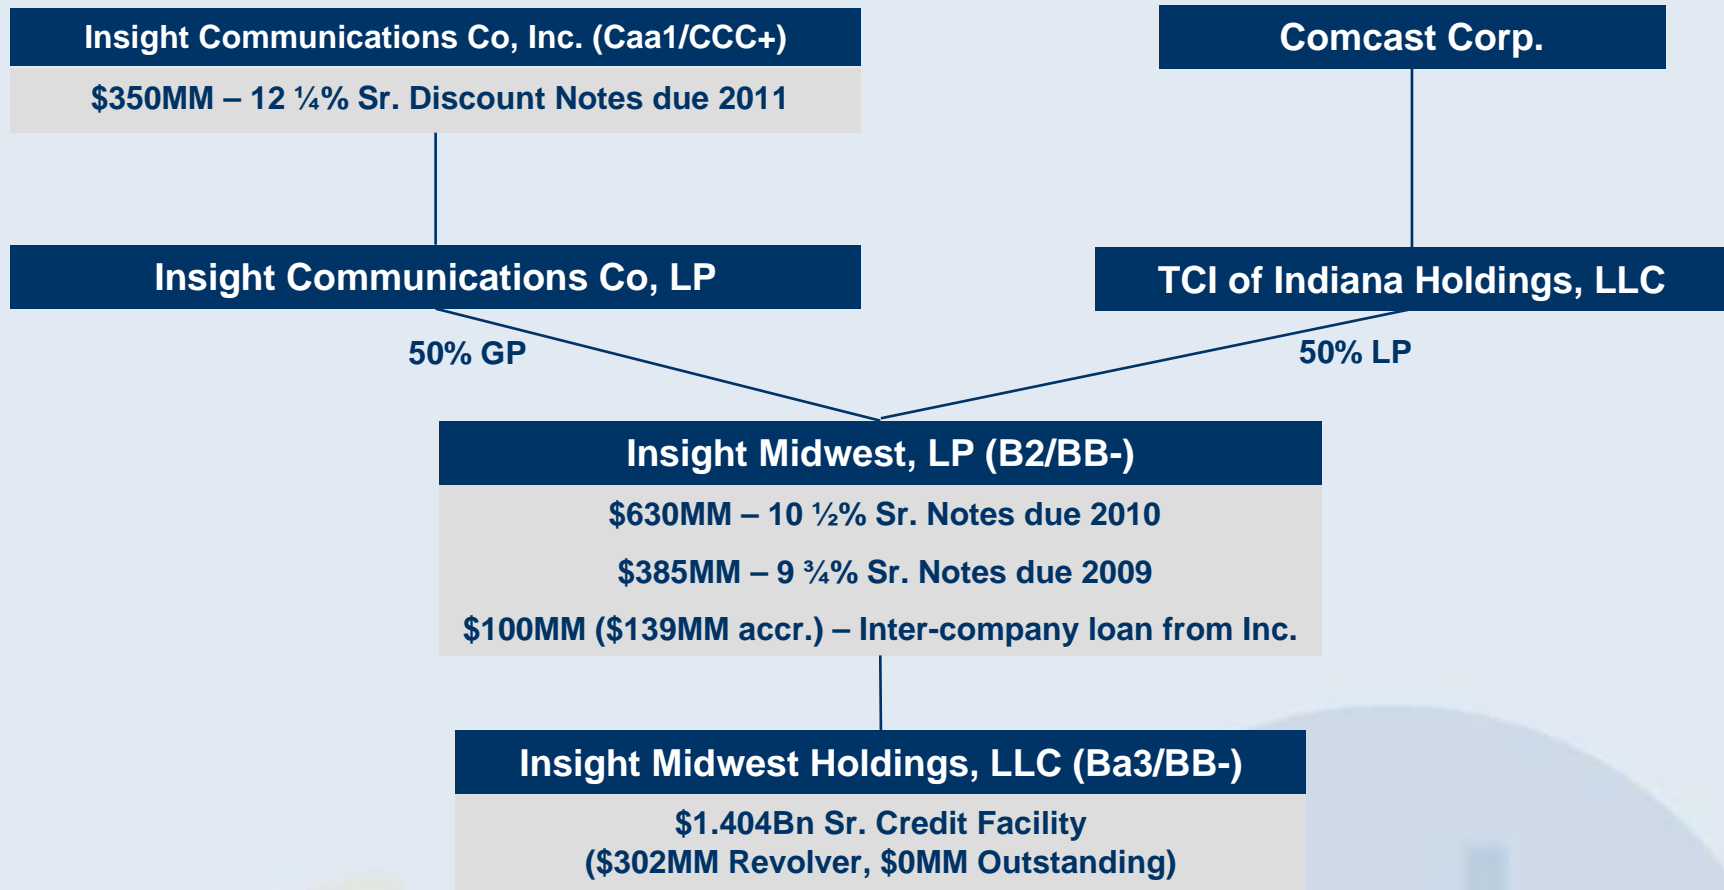 Insight Communications Co, Inc. (Caa1/CCC+)
$350MM – 12 ¼% Sr. Discount Notes due 2011
Comcast Corp.
Insight Communications Co, LP
TCI of Indiana Holdings, LLC
50% GP
50% LP
Insight Midwest, LP (B2/BB-)
$630MM – 10 ½% Sr. Notes due 2010
$385MM – 9 ¾% Sr. Notes due 2009
$100MM ($139MM accr.) – Inter-company loan from Inc.
Insight Midwest Holdings, LLC (Ba3/BB-)
$1.404Bn Sr. Credit Facility
($302MM Revolver, $0MM Outstanding)